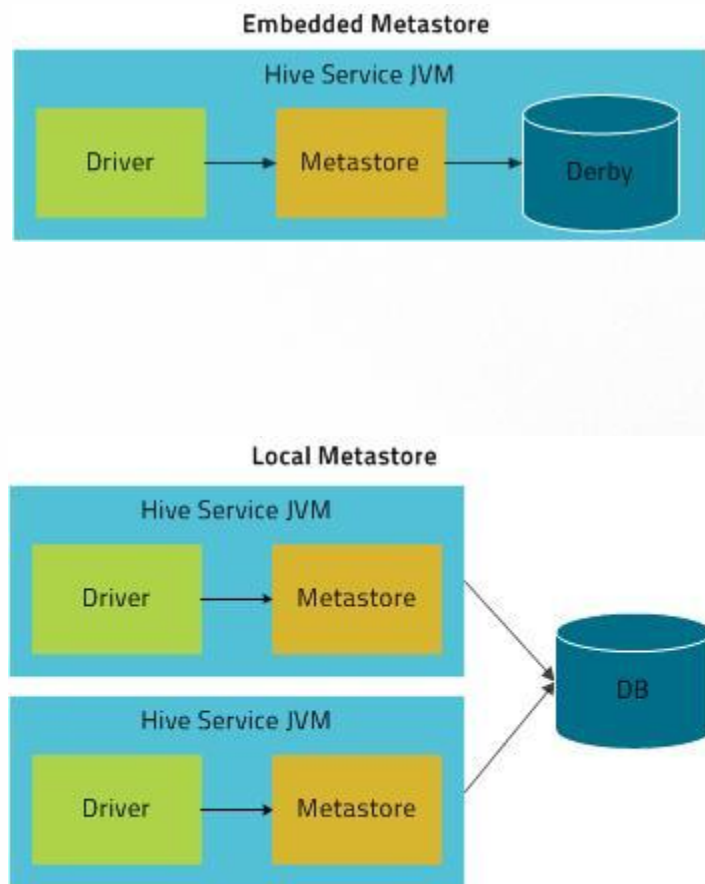 Embedded Metastore
Hive Service JVM
Driver
Metastore
Derby
Local Metastore
Hive Service JVM
Driver
Metastore
DB
Hive Service JVM
Driver
Metastore